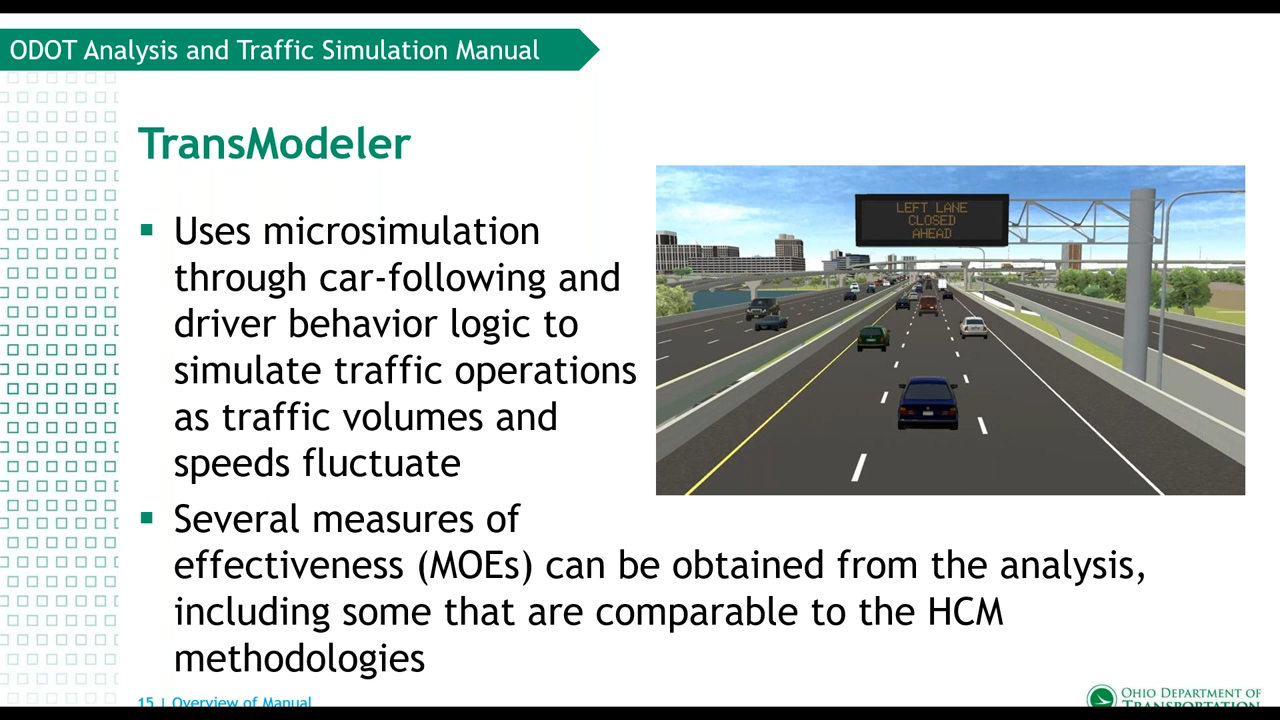 ODOT Analysis and Traffic Simulation Manual
TransModeler
Uses microsimulation
through car-following and
driver behavior logic to
simulate traffic operations
as traffic volumes and
speeds fluctuate
LEFT LANE
CLOSED
AHEAD
Several measures of
effectiveness (MOEs) can be obtained from the analysis,
including some that are comparable to the HCM
methodologies
15 | Overview of Manual
OHIO DEPARTMENT OF
TRANSPORTATION